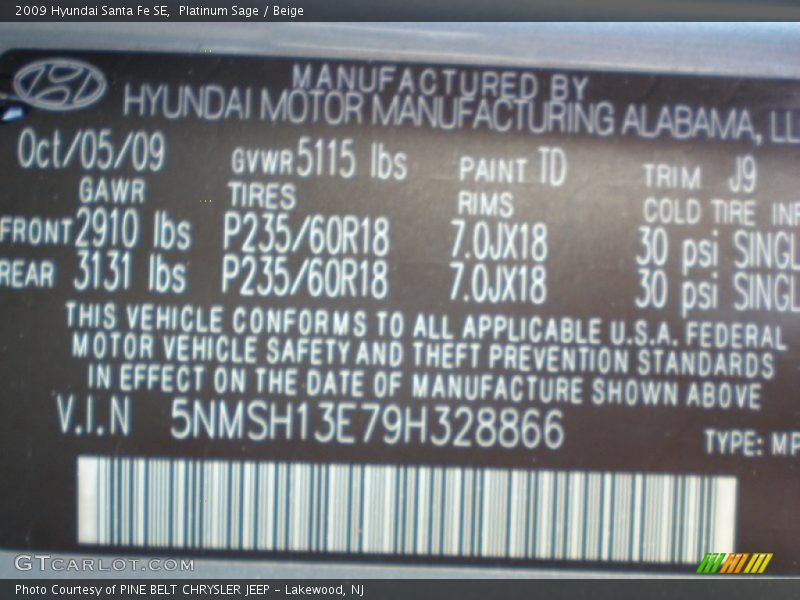 2009 Hyundai Santa Fe SE,  Platinum Sage / Beige
MANUFACTURED BY
HYUNDAI MOTOR MANUFACTURING ALABAMA, LL
Oct/05/09 GVWR 5115 lbs PAINT TD TRIM J9
GAWR TIRES RIMS COLD TIRE INF
FRONT 2910 lbs P235/60R18 7.0JX18 30 psi SINGL
REAR 3131 lbs P235/60R18 7.0JX18 30 psi SINGL
THIS VEHICLE CONFORMS TO ALL APPLICABLE U.S.A. FEDERAL
MOTOR VEHICLE SAFETY AND THEFT PREVENTION STANDARDS
IN EFFECT ON THE DATE OF MANUFACTURE SHOWN ABOVE
V.I.N 5NMSH13E79H328866
TYPE: MP
GTCARLOT.COM
Photo Courtesy of PINE BELT CHRYSLER JEEP - Lakewood, NJ